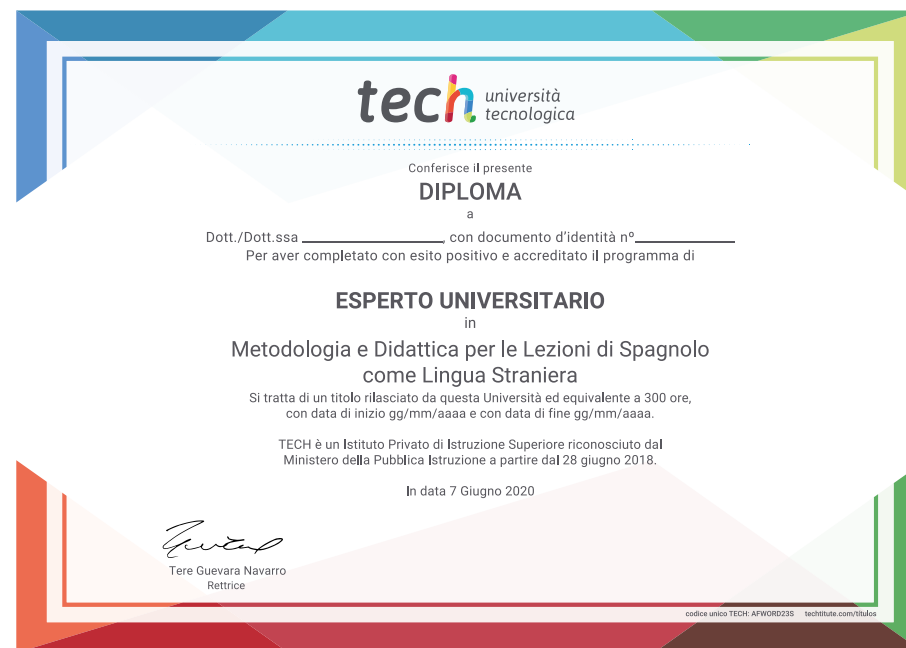 tech università
tecnologica
Conferisce il presente
DIPLOMA
a
Dott./Dott.ssa ____________________, con documento d'identità nº______________
Per aver completato con esito positivo e accreditato il programma di
ESPERTO UNIVERSITARIO
in
Metodologia e Didattica per le Lezioni di Spagnolo
come Lingua Straniera
Si tratta di un titolo rilasciato da questa Università ed equivalente a 300 ore,
con data di inizio gg/mm/aaaa e con data di fine gg/mm/aaaa.
TECH è un Istituto Privato di Istruzione Superiore riconosciuto dal
Ministero della Pubblica Istruzione a partire dal 28 giugno 2018.
In data 7 Giugno 2020
Tere Guevara Navarro
Rettrice
codice unico TECH: AFWORD23S techtitute.com/titulos